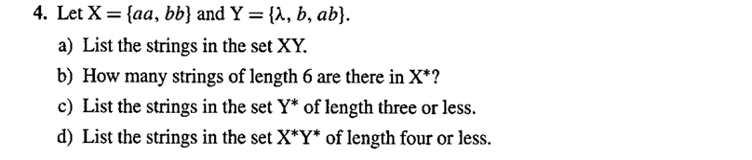 4. Let X = {aa, bb} and Y = {λ, b, ab}.
a) List the strings in the set XY.
b) How many strings of length 6 are there in X*?
c) List the strings in the set Y* of length three or less.
d) List the strings in the set X*Y* of length four or less.